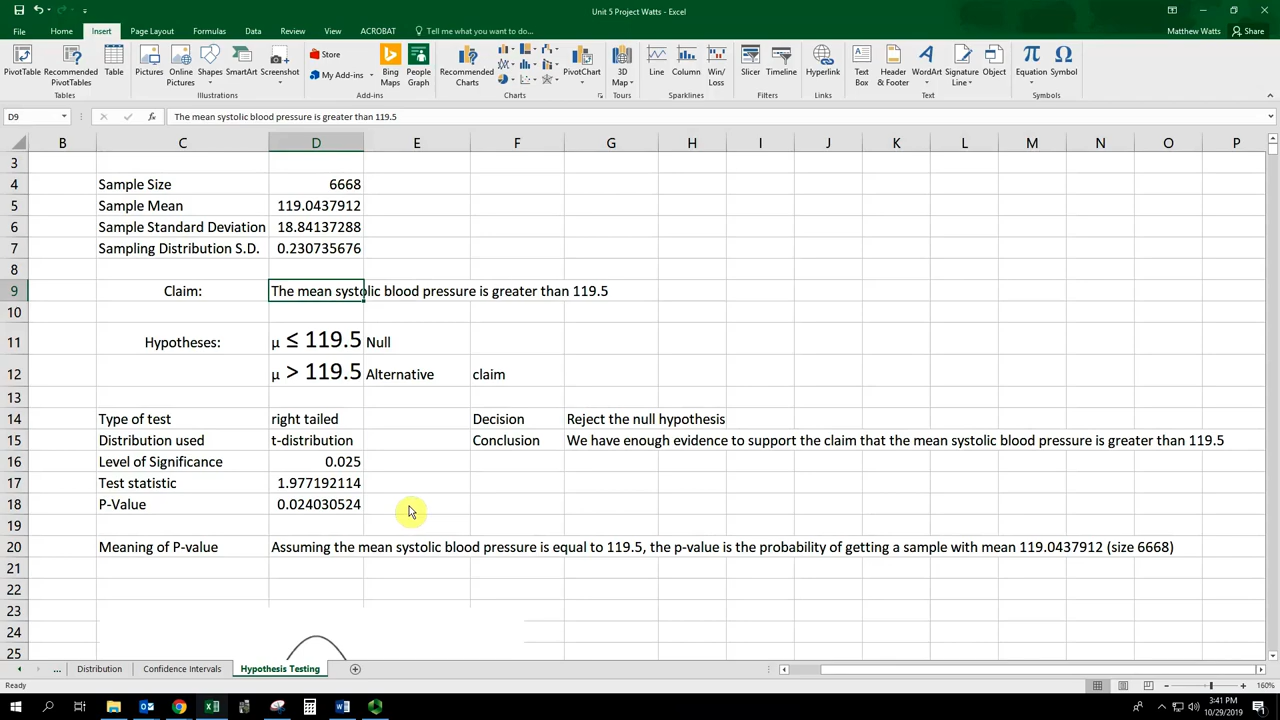 Unit 5 Project Watts - Excel
File Home Insert Page Layout Formulas Data Review View ACROBAT Tell me what you want to do... Matthew Watts Share
PivotTable Recommended PivotTables Table Pictures Online Pictures Shapes SmartArt Screenshot Store My Add-ins Bing Maps People Graph Recommended Charts PivotChart 3D Map Line Column Win/Loss Slicer Timeline Hyperlink Text Box Header & Footer WordArt Signature Line Object Equation Symbol
Tables Illustrations Add-ins Charts Tours Sparklines Filters Links Text Symbols
D9 fx The mean systolic blood pressure is greater than 119.5
B C D E F G H I J K L M N O P
3
4 Sample Size 6668
5 Sample Mean 119.0437912
6 Sample Standard Deviation 18.84137288
7 Sampling Distribution S.D. 0.230735676
8
9 Claim: The mean systolic blood pressure is greater than 119.5
10
11 Hypotheses: μ ≤ 119.5 Null
12 μ > 119.5 Alternative claim
13
14 Type of test right tailed Decision Reject the null hypothesis
15 Distribution used t-distribution Conclusion We have enough evidence to support the claim that the mean systolic blood pressure is greater than 119.5
16 Level of Significance 0.025
17 Test statistic 1.977192114
18 P-Value 0.024030524
19
20 Meaning of P-value Assuming the mean systolic blood pressure is equal to 119.5, the p-value is the probability of getting a sample with mean 119.0437912 (size 6668)
21
22
23
24
25
... Distribution Confidence Intervals Hypothesis Testing
Ready 160%
3:41 PM
10/29/2019